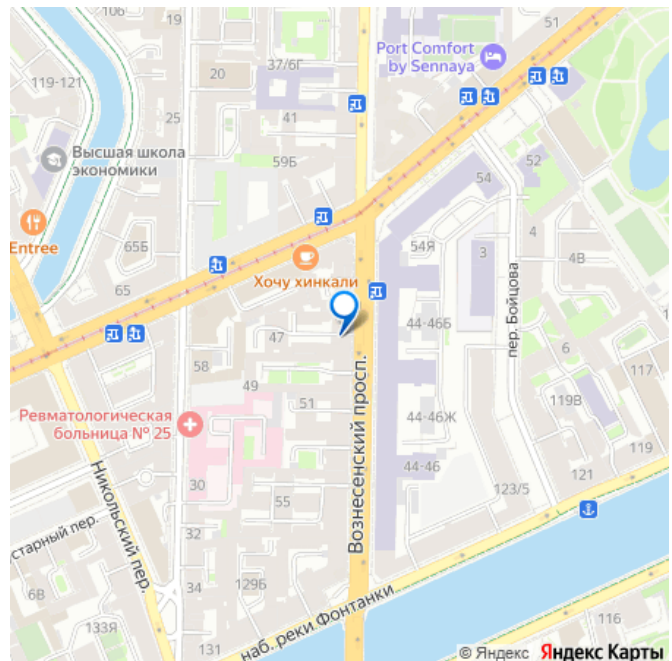 51
37/6Г
Port Comfort
by Sennaya
119-121
20
25
41
Высшая школа
экономики
59Б
52
54
Entree
65Б
54Я
3
4
4В
65
Хочу хинкали
пер. Бойцова
47
44-46Б
58
6
117
49
Вознесенский просп.
51
119В
Ревматологическая
больница № 25
44-46Ж
44-46
121
30
123/5
55
Никольский пер.
32
старный пер.
129Б
34
6В
133Я
131
наб. реки Фонтанки
116
© Яндекс Яндекс Карты